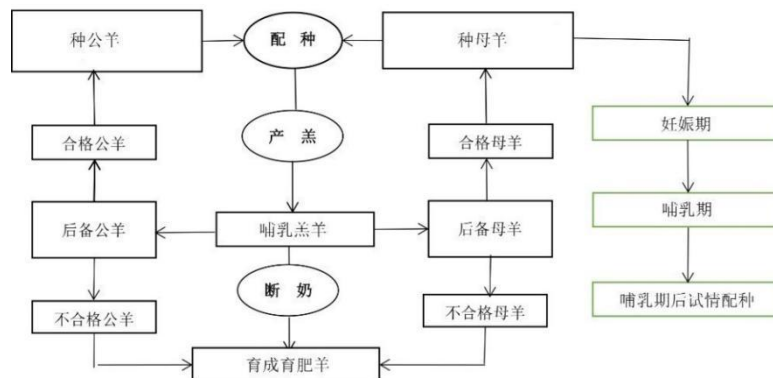 种公羊
配 种
种母羊
合格公羊
产 羔
合格母羊
妊娠期
后备公羊
哺乳羔羊
后备母羊
哺乳期
断 奶
不合格公羊
不合格母羊
哺乳期后试情配种
育成育肥羊